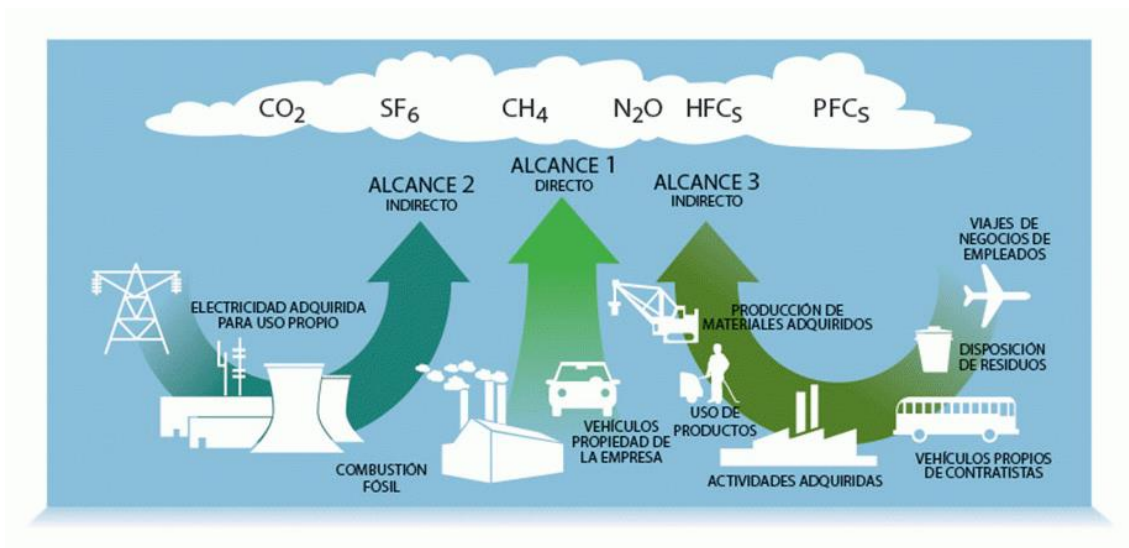 CO₂ SF₆ CH₄ N₂O HFCS PFCS
ALCANCE 2
INDIRECTO
ALCANCE 1
DIRECTO
ALCANCE 3
INDIRECTO
VIAJES DE
NEGOCIOS DE
EMPLEADOS
ELECTRICIDAD ADQUIRIDA
PARA USO PROPIO
PRODUCCIÓN DE
MATERIALES ADQUIRIDOS
DISPOSICIÓN
DE RESIDUOS
USO DE
PRODUCTOS
VEHÍCULOS
PROPIEDAD DE
LA EMPRESA
COMBUSTIÓN
FÓSIL
ACTIVIDADES ADQUIRIDAS
VEHÍCULOS PROPIOS
DE CONTRATISTAS